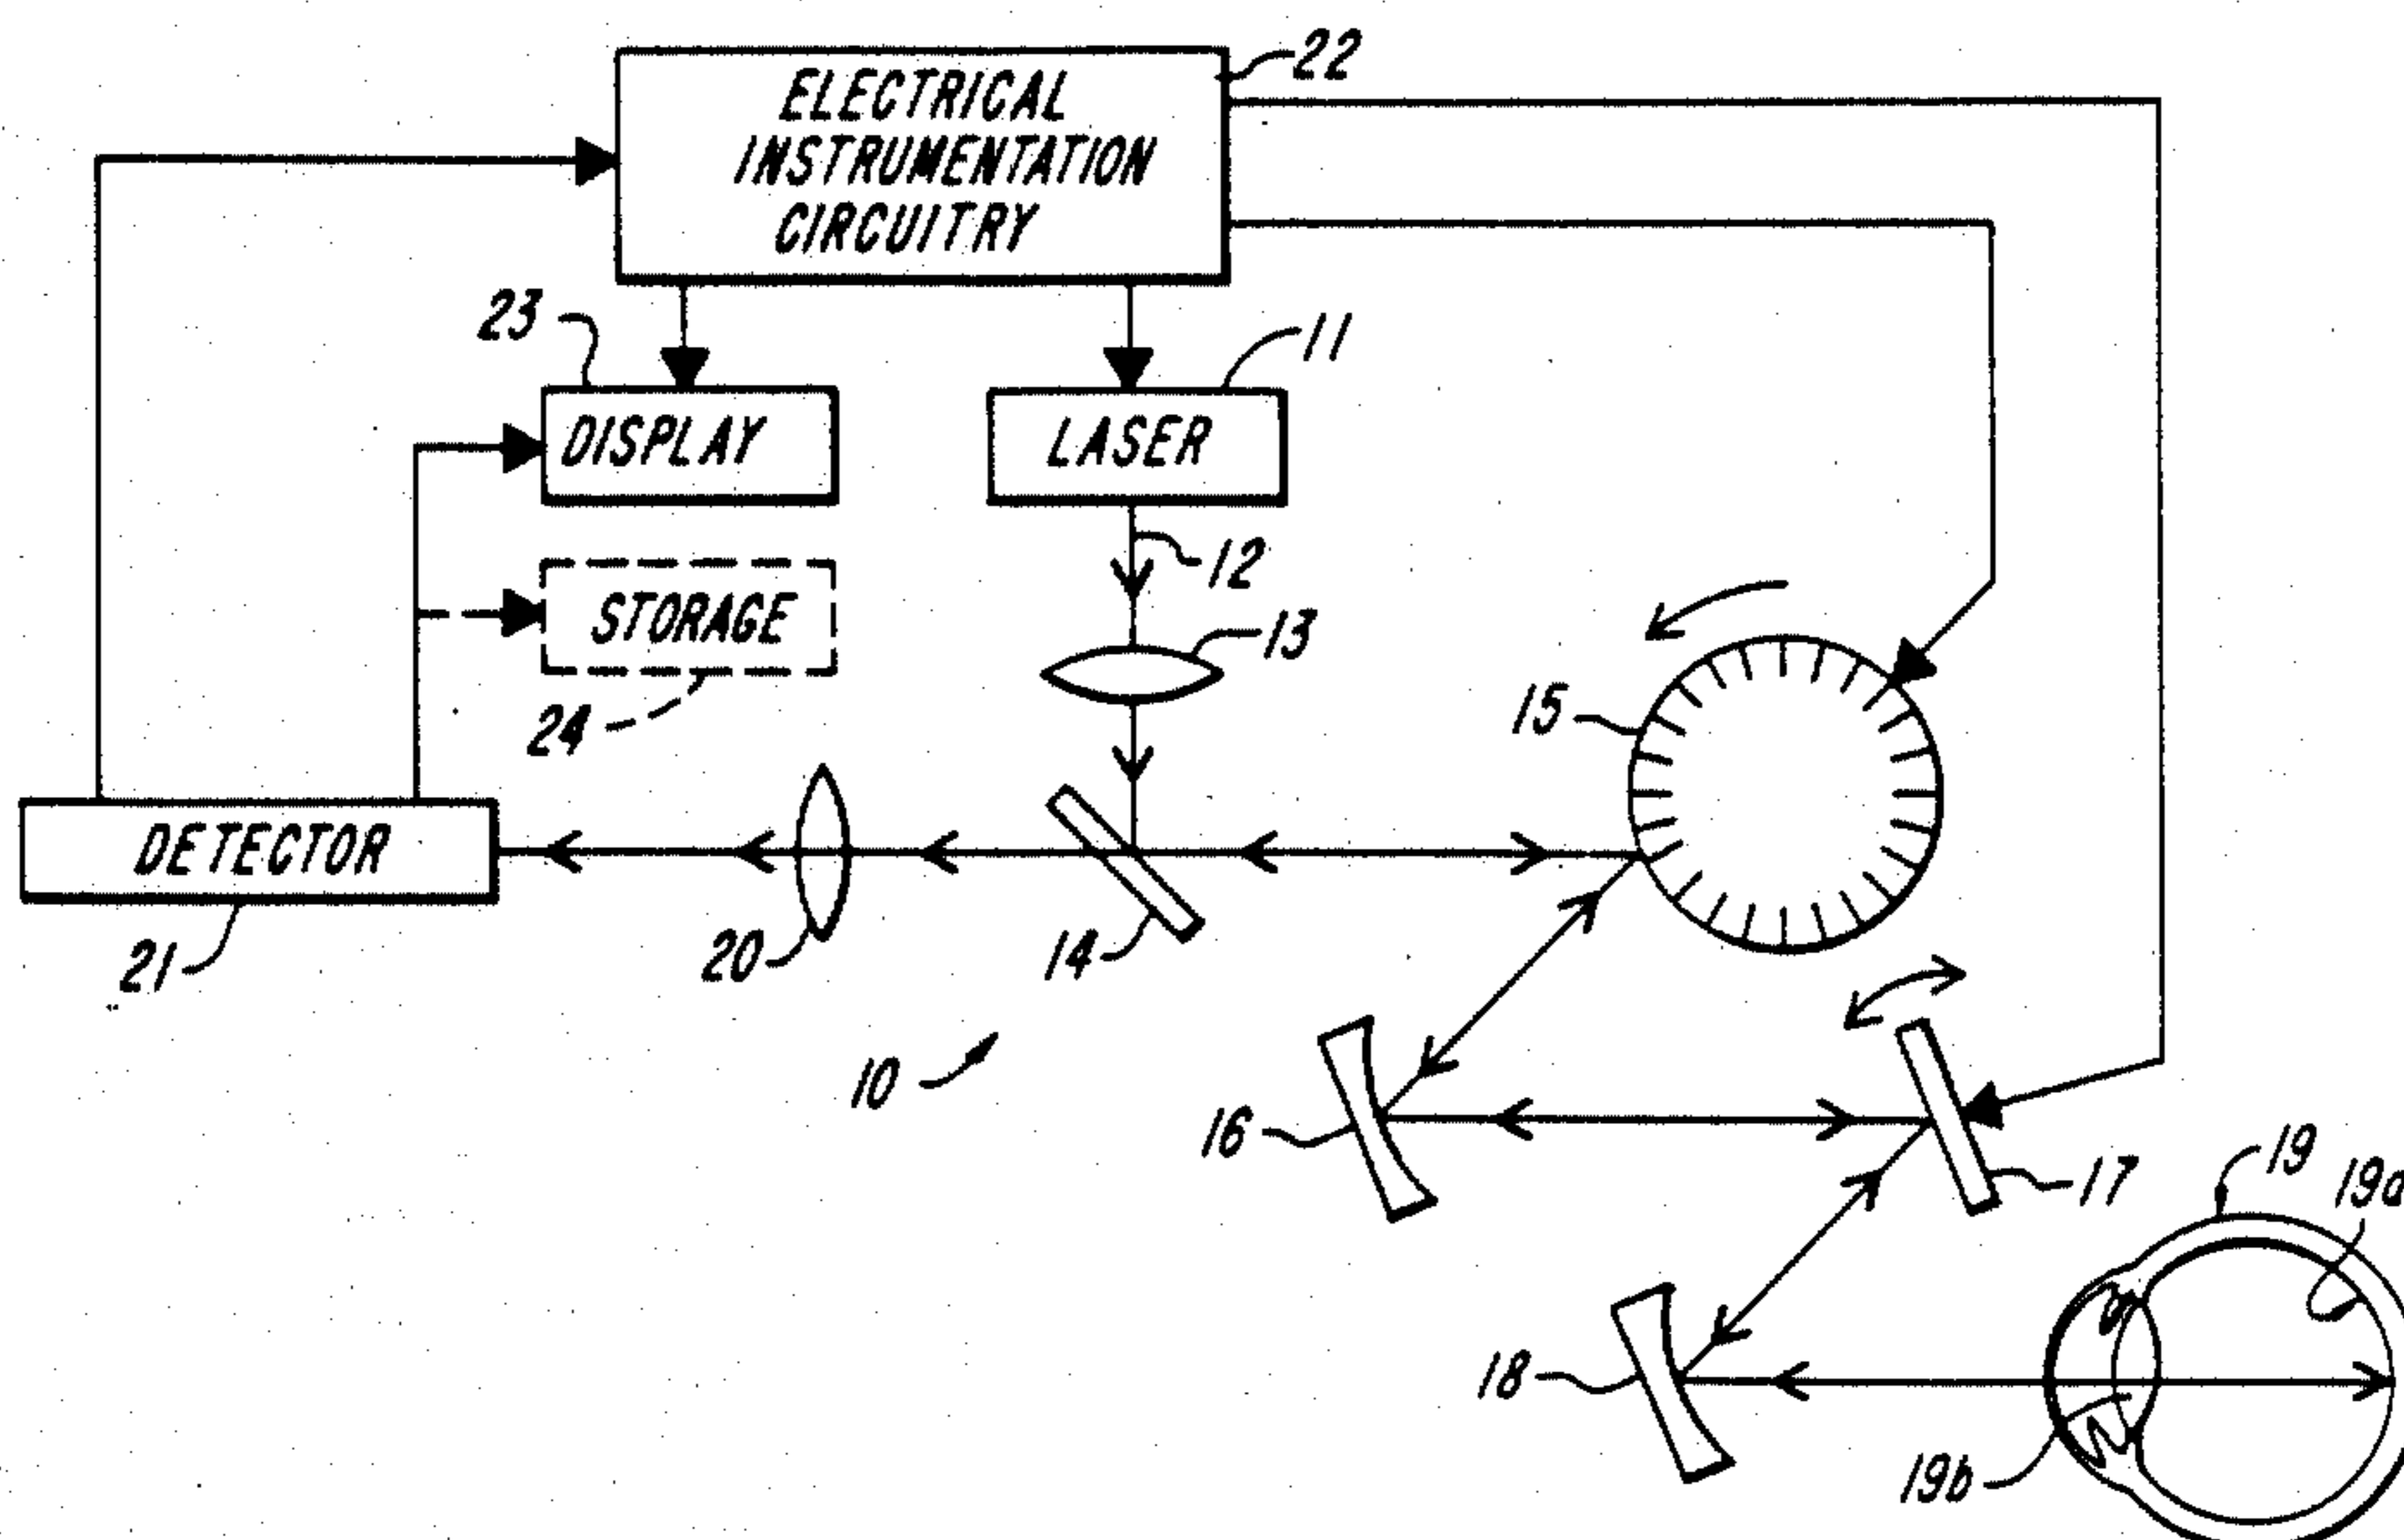 22
ELECTRICAL
INSTRUMENTATION
CIRCUITRY
23
11
DISPLAY
LASER
12
STORAGE
13
24
15
DETECTOR
21
20
14
10
16
17
19
19a
18
19b